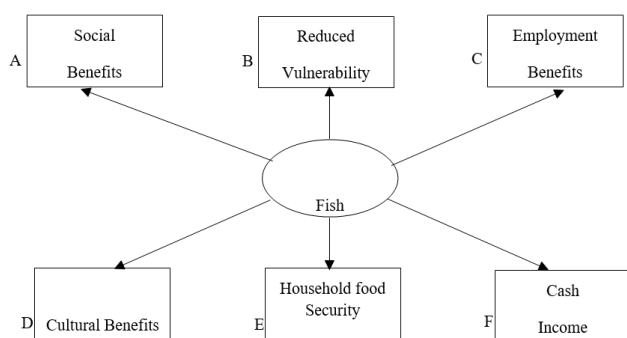 A
Social
Benefits
B
Reduced
Vulnerability
C
Employment
Benefits
Fish
D
Cultural Benefits
E
Household food
Security
F
Cash
Income